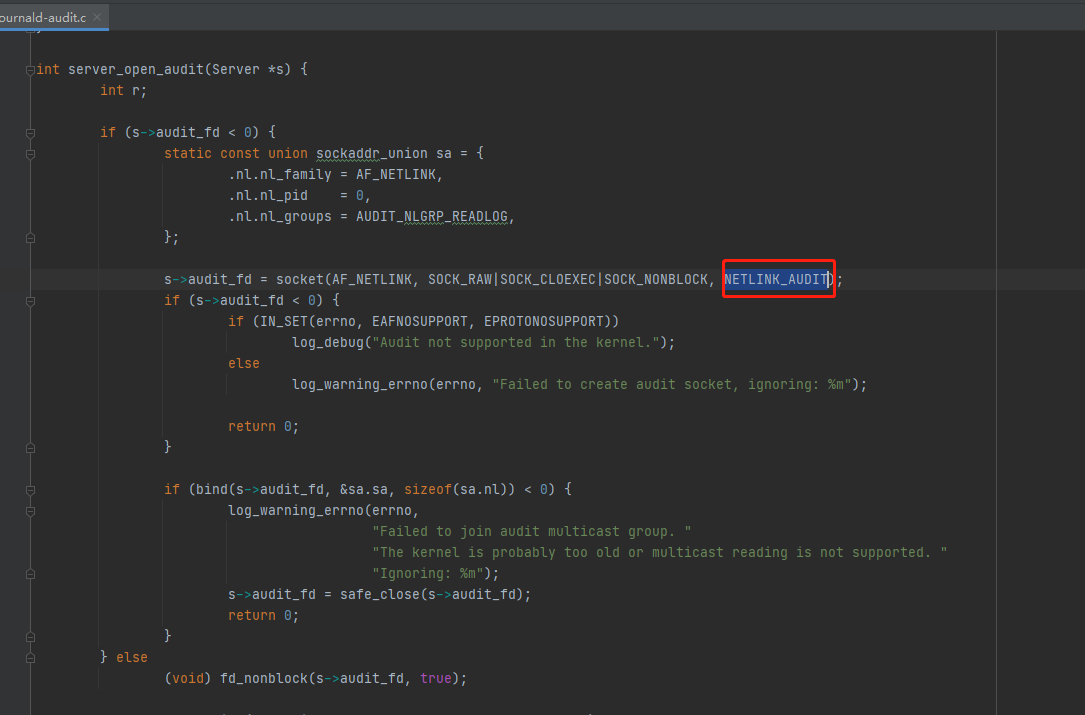 ournald-audit.c ×
int server_open_audit(Server *s) {
        int r;
        if (s->audit_fd < 0) {
                static const union sockaddr_union sa = {
                        .nl.nl_family = AF_NETLINK,
                        .nl.nl_pid    = 0,
                        .nl.nl_groups = AUDIT_NLGRP_READLOG,
                };
                s->audit_fd = socket(AF_NETLINK, SOCK_RAW|SOCK_CLOEXEC|SOCK_NONBLOCK, NETLINK_AUDIT);
                if (s->audit_fd < 0) {
                        if (IN_SET(errno, EAFNOSUPPORT, EPROTONOSUPPORT))
                                log_debug("Audit not supported in the kernel.");
                        else
                                log_warning_errno(errno, "Failed to create audit socket, ignoring: %m");
                        return 0;
                }
                if (bind(s->audit_fd, &sa.sa, sizeof(sa.nl)) < 0) {
                        log_warning_errno(errno,
                                          "Failed to join audit multicast group. "
                                          "The kernel is probably too old or multicast reading is not supported. "
                                          "Ignoring: %m");
                        s->audit_fd = safe_close(s->audit_fd);
                        return 0;
                }
        } else
                (void) fd_nonblock(s->audit_fd, true);